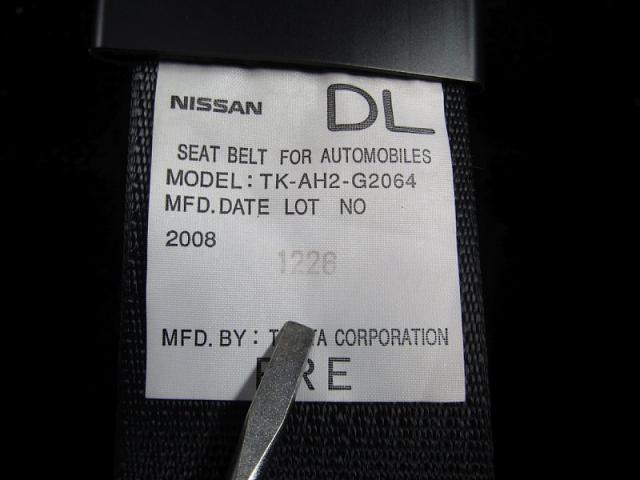 NISSAN DL
SEAT BELT FOR AUTOMOBILES
MODEL: TK-AH2-G2064
MFD. DATE LOT NO
2008
1226
MFD. BY: CORPORATION
RE